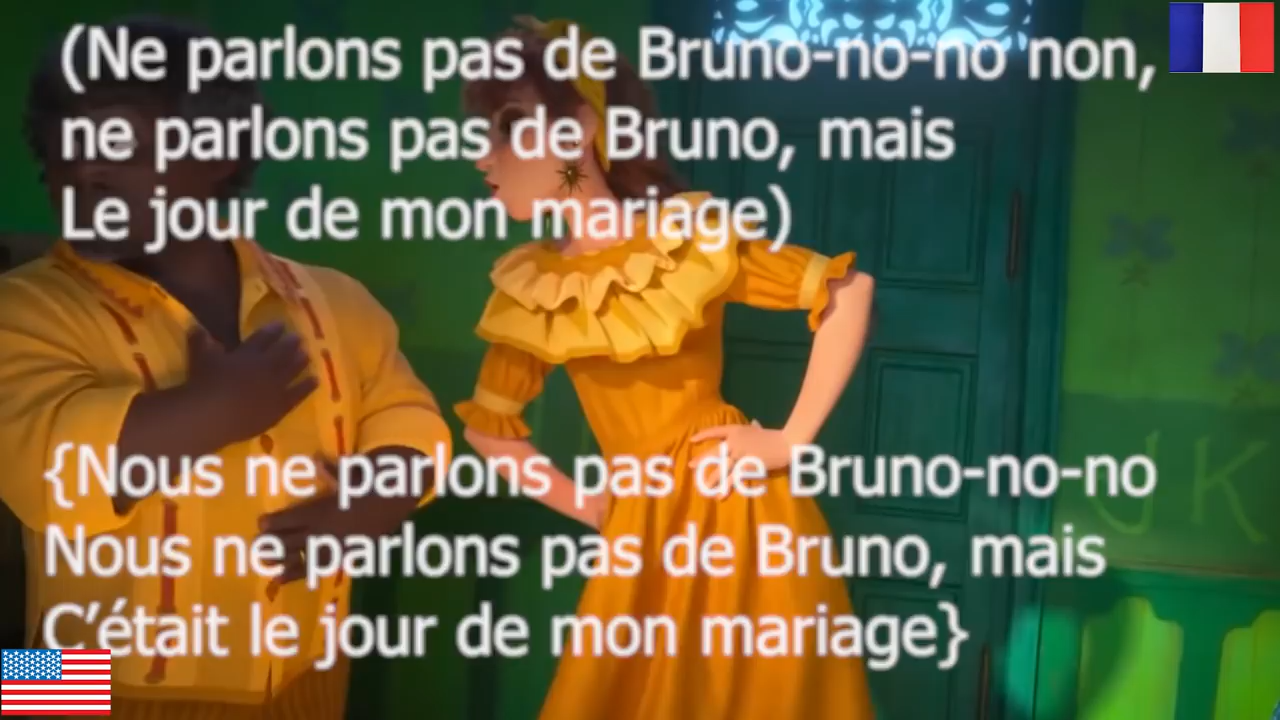 (Ne parlons pas de Bruno-no-no non,
ne parlons pas de Bruno, mais
Le jour de mon mariage)
{Nous ne parlons pas de Bruno-no-no
Nous ne parlons pas de Bruno, mais
C’était le jour de mon mariage}
JK